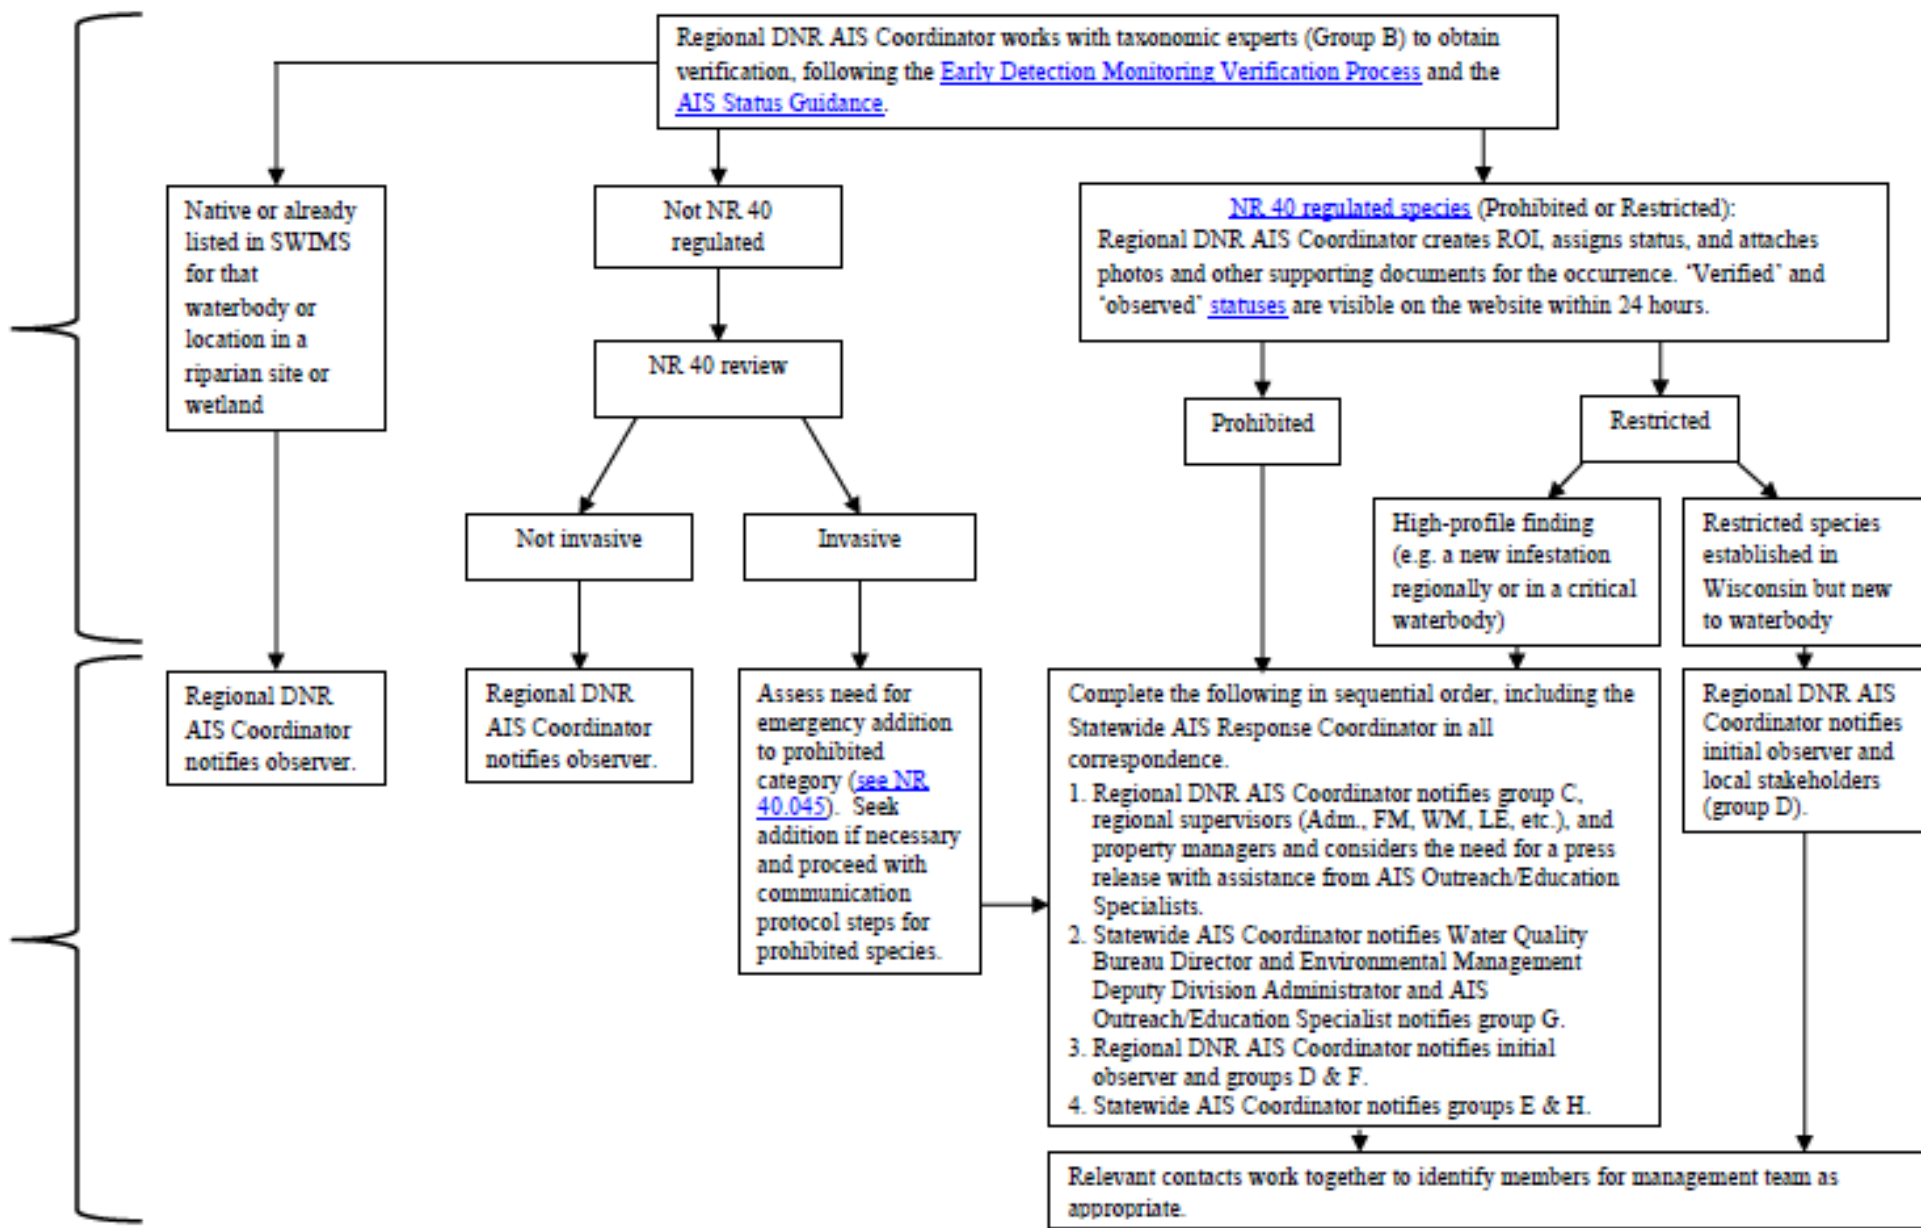 Regional DNR AIS Coordinator works with taxonomic experts (Group B) to obtain
verification, following the Early Detection Monitoring Verification Process and the
AIS Status Guidance.
Native or already
listed in SWIMS
for that
waterbody or
location in a
riparian site or
wetland
Not NR 40
regulated
NR 40 regulated species (Prohibited or Restricted):
Regional DNR AIS Coordinator creates ROI, assigns status, and attaches
photos and other supporting documents for the occurrence. "Verified" and
"observed" statuses are visible on the website within 24 hours.
NR 40 review
Prohibited
Restricted
Not invasive
Invasive
High-profile finding
(e.g. a new infestation
regionally or in a critical
waterbody)
Restricted species
established in
Wisconsin but new
to waterbody
Regional DNR
AIS Coordinator
notifies observer.
Regional DNR
AIS Coordinator
notifies observer.
Assess need for
emergency addition
to prohibited
category (see NR
40.045). Seek
addition if necessary
and proceed with
communication
protocol steps for
prohibited species.
Complete the following in sequential order, including the
Statewide AIS Response Coordinator in all
correspondence.
1. Regional DNR AIS Coordinator notifies group C,
regional supervisors (Adm., FM, WM, LE, etc.), and
property managers and considers the need for a press
release with assistance from AIS Outreach/Education
Specialists.
2. Statewide AIS Coordinator notifies Water Quality
Bureau Director and Environmental Management
Deputy Division Administrator and AIS
Outreach/Education Specialist notifies group G.
3. Regional DNR AIS Coordinator notifies initial
observer and groups D & F.
4. Statewide AIS Coordinator notifies groups E & H.
Regional DNR AIS
Coordinator notifies
initial observer and
local stakeholders
(group D).
Relevant contacts work together to identify members for management team as
appropriate.